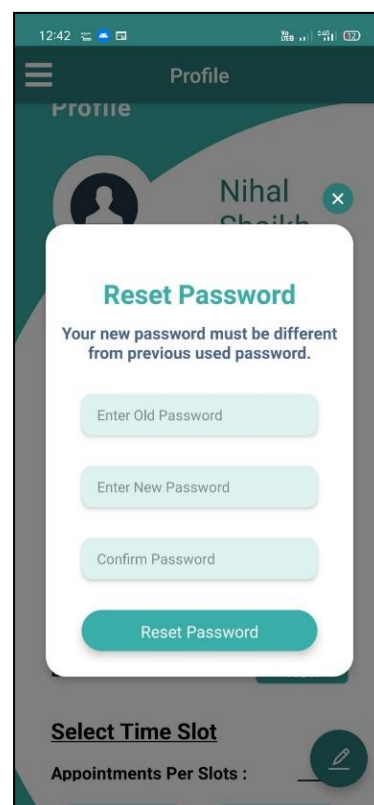 12:42
Profile
Profile
Nihal
Shaikh
Reset Password
Your new password must be different
from previous used password.
Enter Old Password
Enter New Password
Confirm Password
Reset Password
Select Time Slot
Appointments Per Slots :